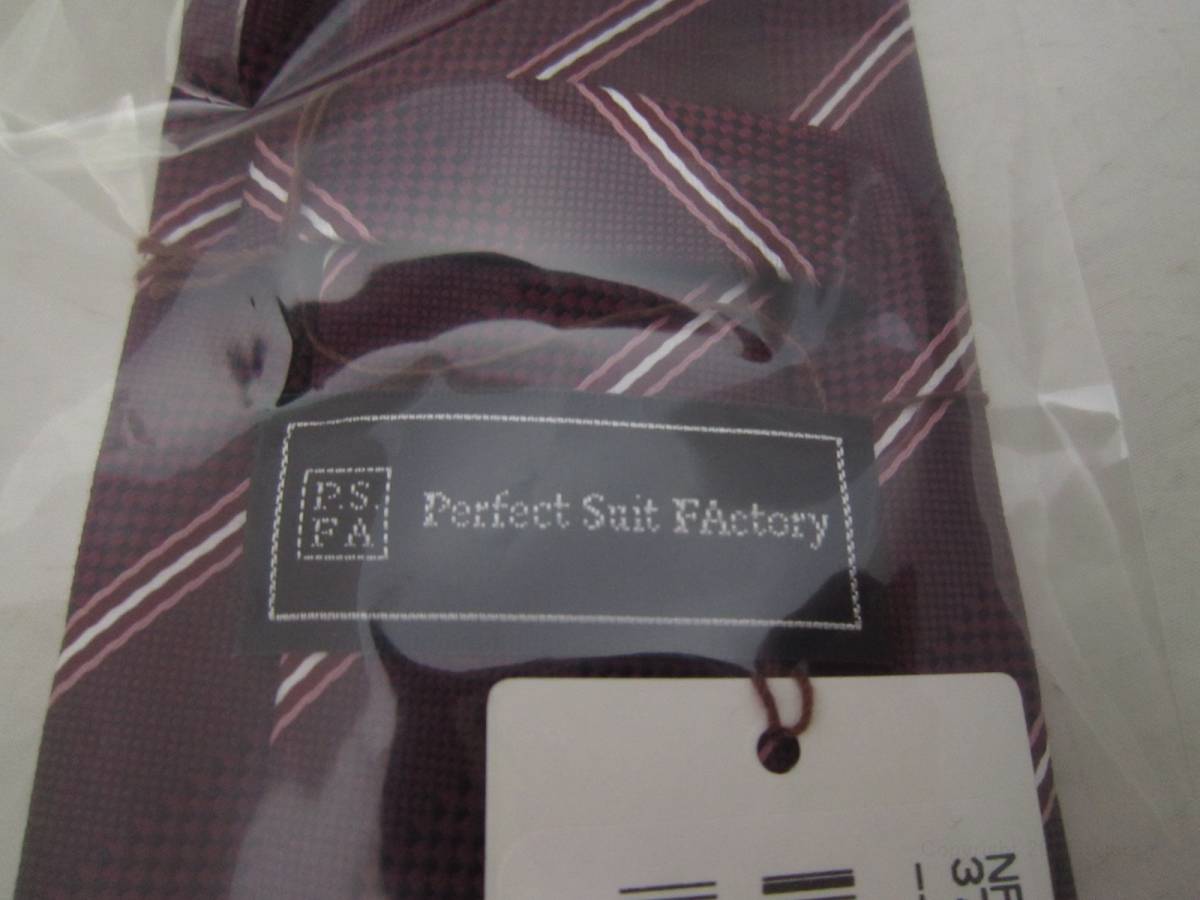 P.S.
FA
Perfect Suit FActory